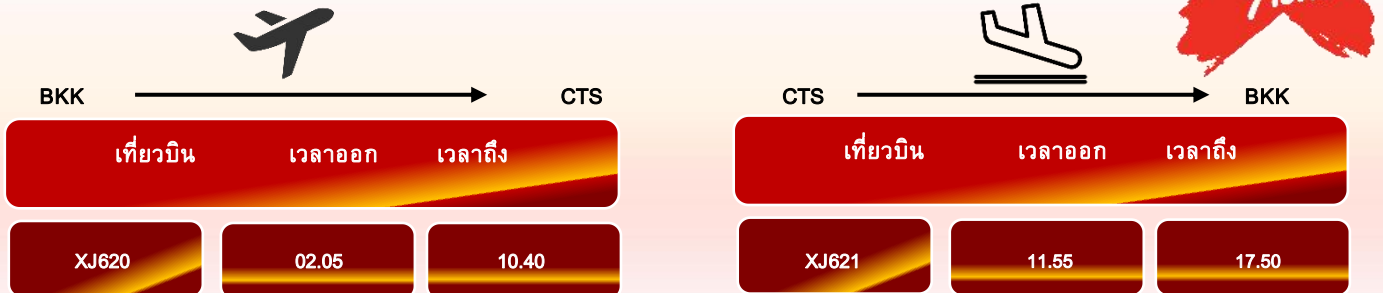 BKK CTS
เที่ยวบิน เวลาออก เวลาถึง
XJ620 02.05 10.40
CTS BKK
เที่ยวบิน เวลาออก เวลาถึง
XJ621 11.55 17.50